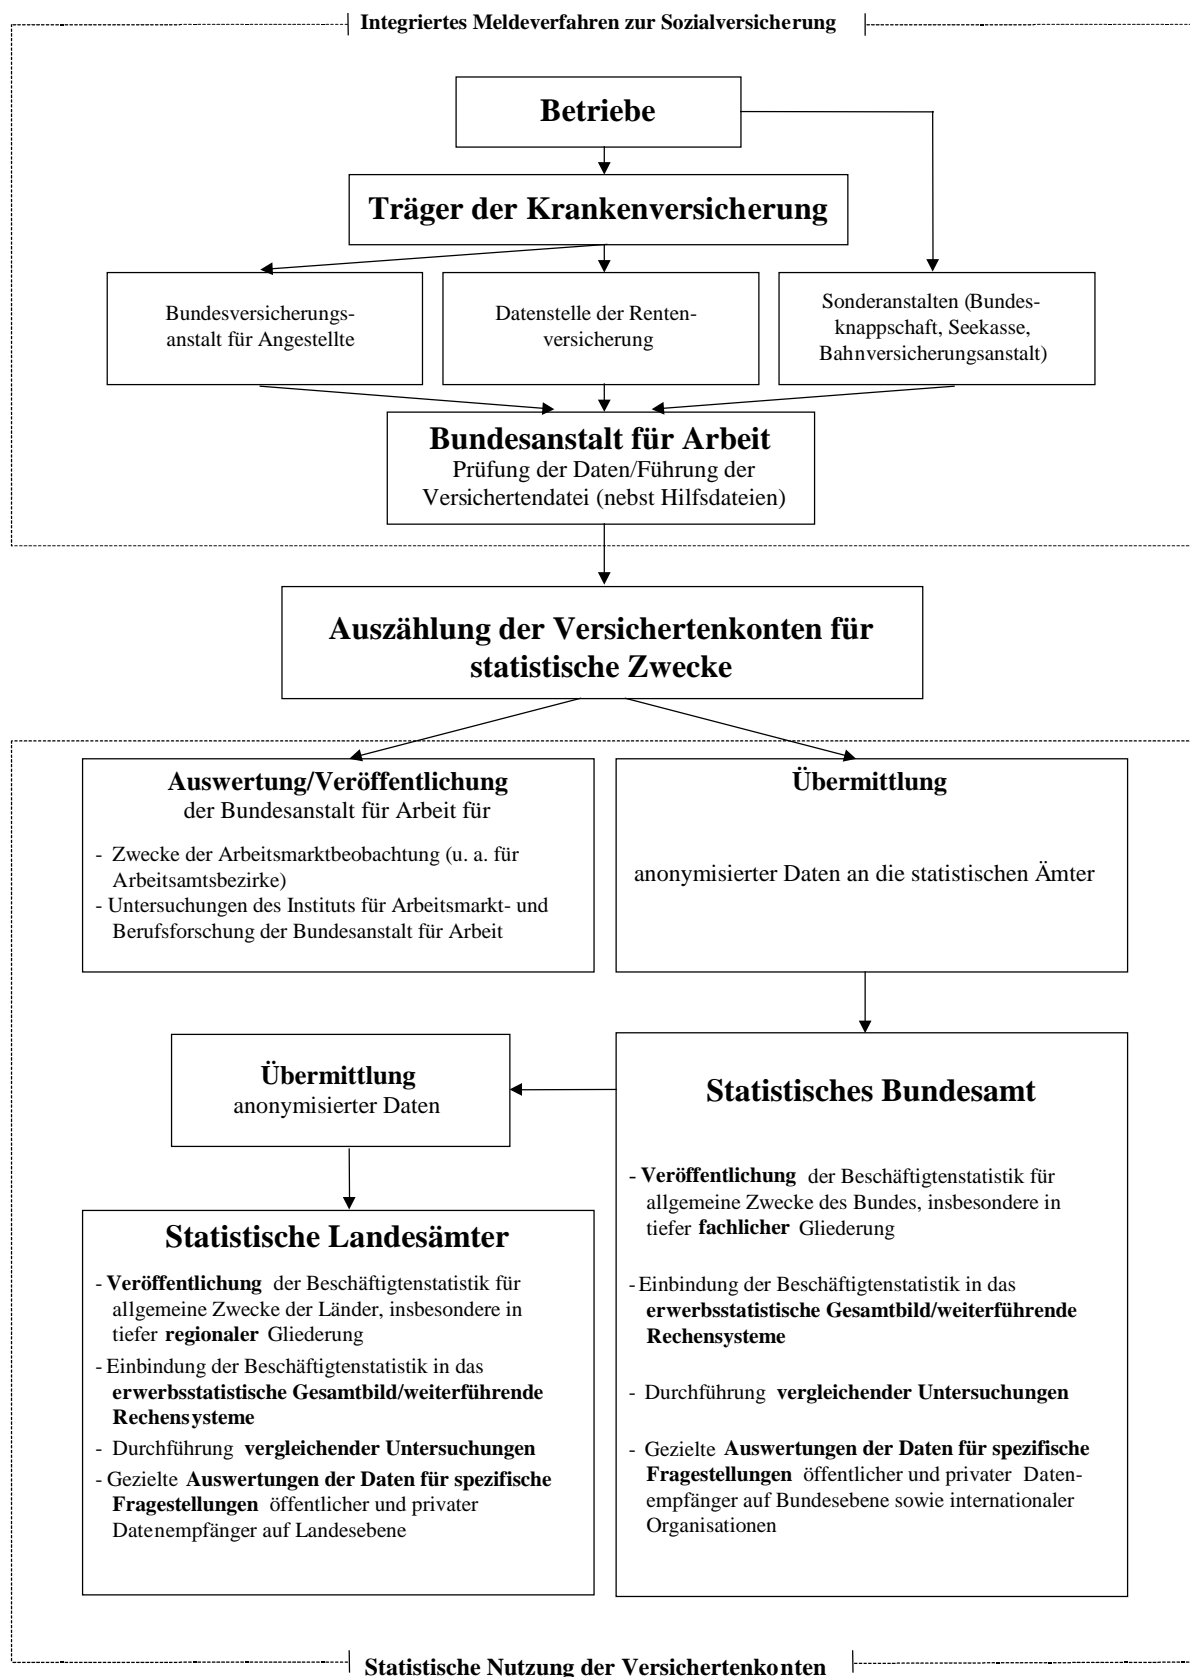 Integriertes Meldeverfahren zur Sozialversicherung
Betriebe
Träger der Krankenversicherung
Bundesversicherungs-
anstalt für Angestellte
Datenstelle der Renten-
versicherung
Sonderanstalten (Bundes-
knappschaft, Seekasse,
Bahnversicherungsanstalt)
Bundesanstalt für Arbeit
Prüfung der Daten/Führung der
Versichertendatei (nebst Hilfsdateien)
Auszählung der Versichertenkonten für
statistische Zwecke
Auswertung/Veröffentlichung
der Bundesanstalt für Arbeit für
- Zwecke der Arbeitsmarktbeobachtung (u. a. für
Arbeitsamtsbezirke)
- Untersuchungen des Instituts für Arbeitsmarkt- und
Berufsforschung der Bundesanstalt für Arbeit
Übermittlung
anonymisierter Daten an die statistischen Ämter
Übermittlung
anonymisierter Daten
Statistisches Bundesamt
- Veröffentlichung der Beschäftigtenstatistik für
allgemeine Zwecke des Bundes, insbesondere in
tiefer fachlicher Gliederung
- Einbindung der Beschäftigtenstatistik in das
erwerbsstatistische Gesamtbild/weiterführende
Rechensysteme
- Durchführung vergleichender Untersuchungen
- Gezielte Auswertungen der Daten für spezifische
Fragestellungen öffentlicher und privater Daten-
empfänger auf Bundesebene sowie internationaler
Organisationen
Statistische Landesämter
- Veröffentlichung der Beschäftigtenstatistik für
allgemeine Zwecke der Länder, insbesondere in
tiefer regionaler Gliederung
- Einbindung der Beschäftigtenstatistik in das
erwerbsstatistische Gesamtbild/weiterführende
Rechensysteme
- Durchführung vergleichender Untersuchungen
- Gezielte Auswertungen der Daten für spezifische
Fragestellungen öffentlicher und privater
Datenempfänger auf Landesebene
Statistische Nutzung der Versichertenkonten